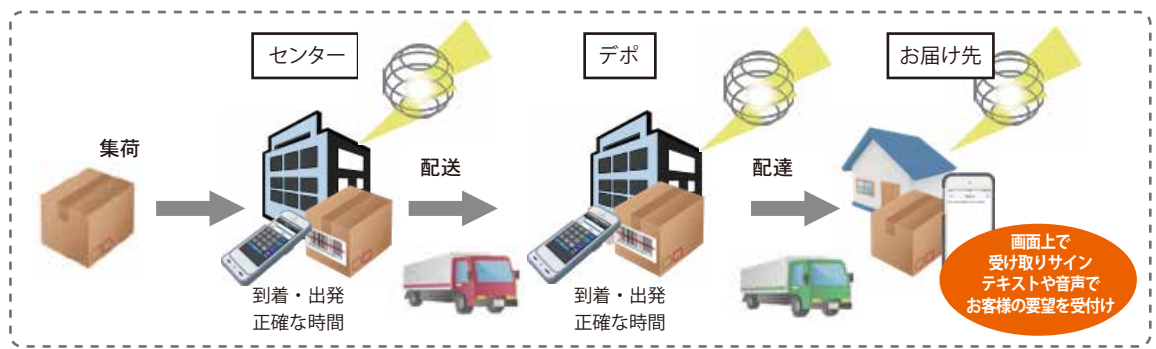 センター
デポ
お届け先
集荷
配送
配達
到着・出発
正確な時間
到着・出発
正確な時間
画面上で
受け取りサイン
テキストや音声で
お客様の要望を受付け